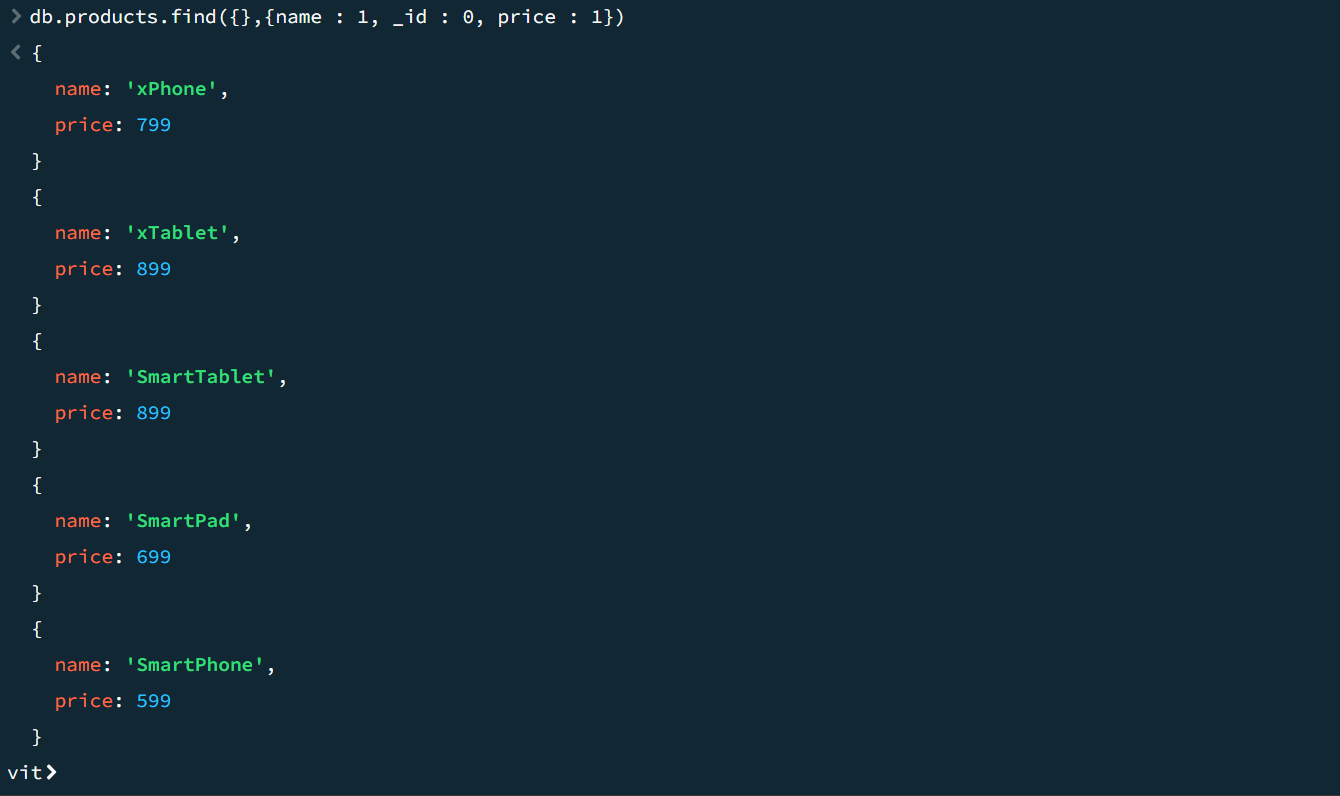 > db.products.find({},{name : 1, _id : 0, price : 1})
< {
name: 'xPhone',
price: 799
}
{
name: 'xTablet',
price: 899
}
{
name: 'SmartTablet',
price: 899
}
{
name: 'SmartPad',
price: 699
}
{
name: 'SmartPhone',
price: 599
}
vit>